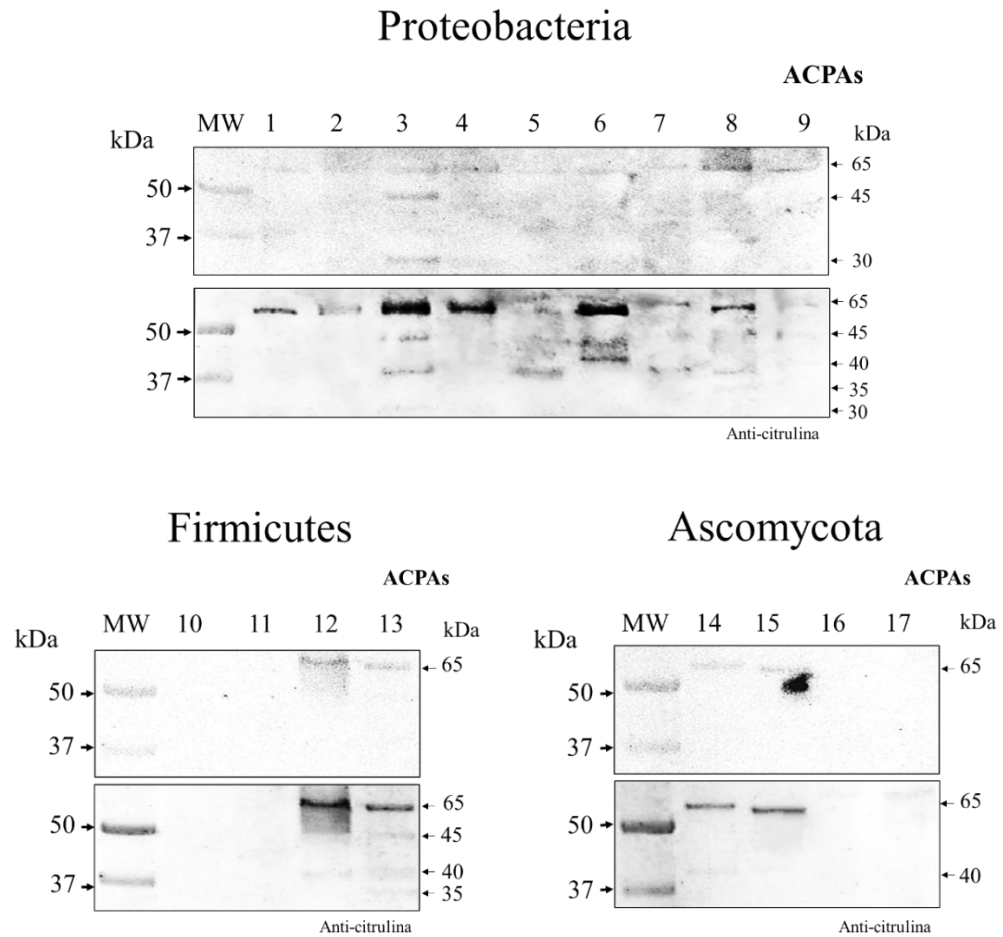 Proteobacteria
ACPAs
kDa MW 1 2 3 4 5 6 7 8 9 kDa
50
37
65
45
30
50
37
65
45
40
35
30
Anti-citrulina
Firmicutes
ACPAs
kDa MW 10 11 12 13 kDa
50
37
65
50
37
65
45
40
35
Anti-citrulina
Ascomycota
ACPAs
kDa MW 14 15 16 17 kDa
50
37
65
50
37
65
40
Anti-citrulina